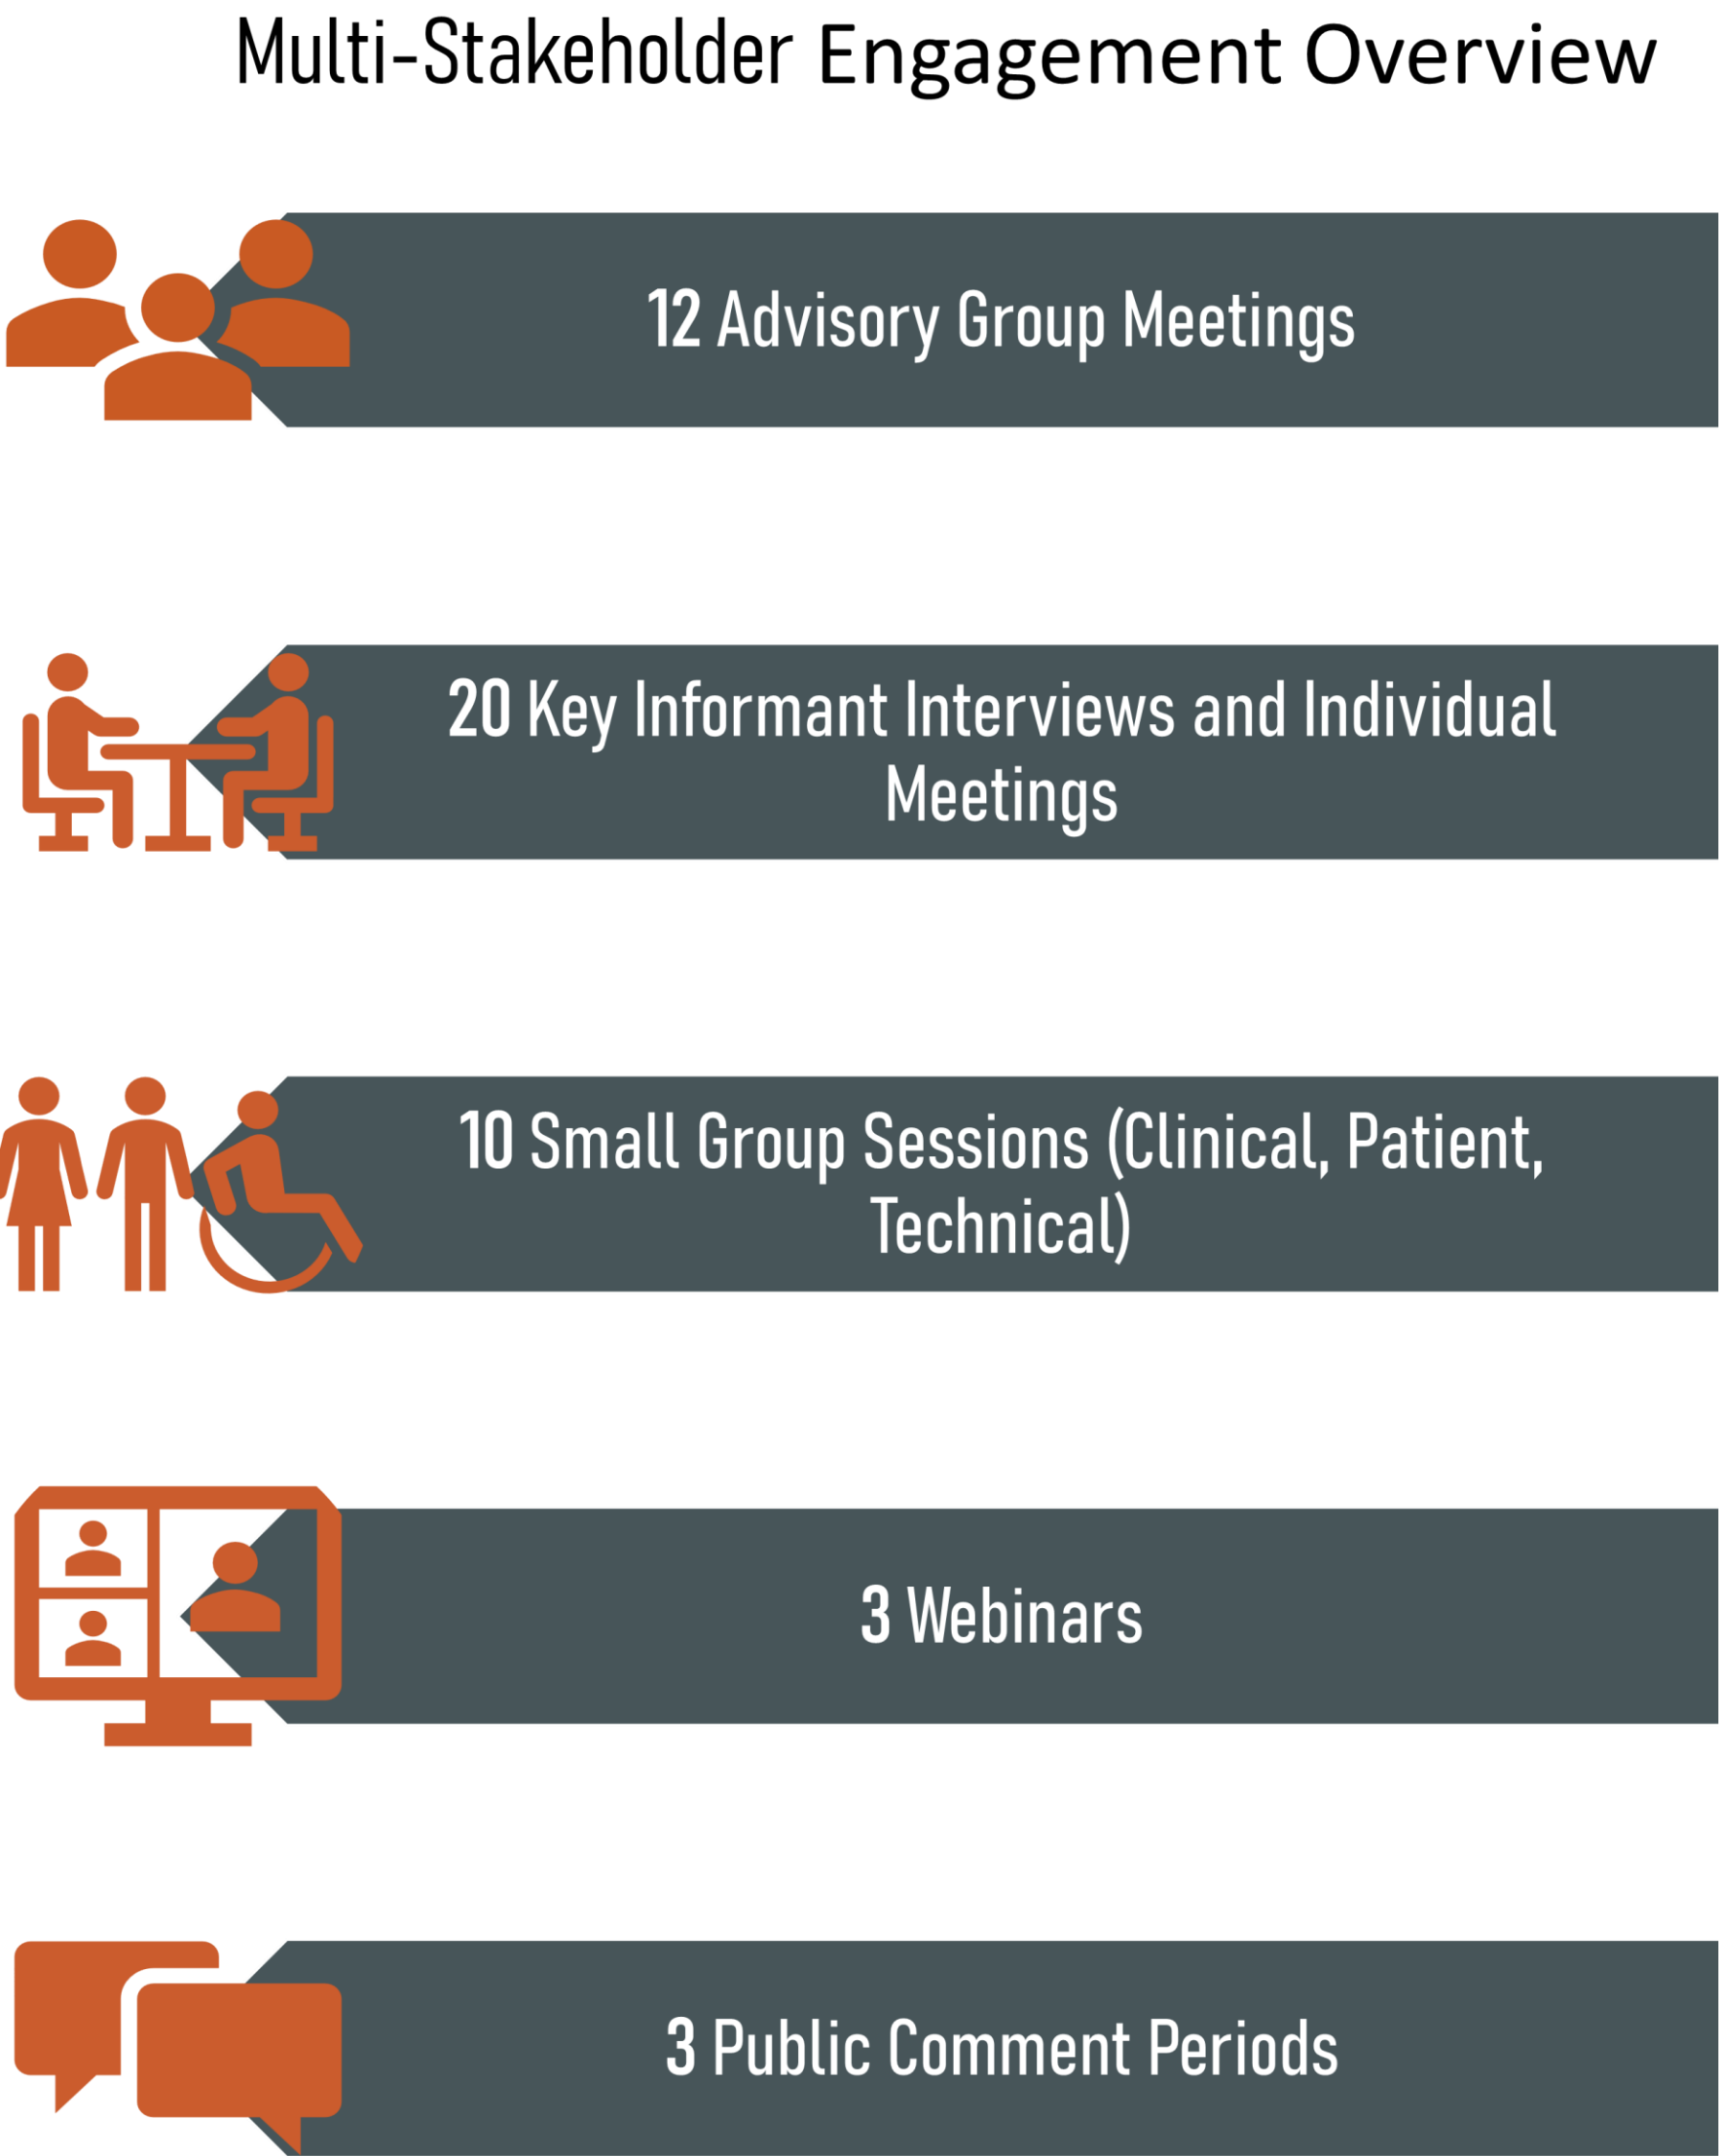 Multi-Stakeholder Engagement Overview
12 Advisory Group Meetings
20 Key Informant Interviews and Individual
Meetings
10 Small Group Sessions (Clinical, Patient,
Technical)
3 Webinars
3 Public Comment Periods